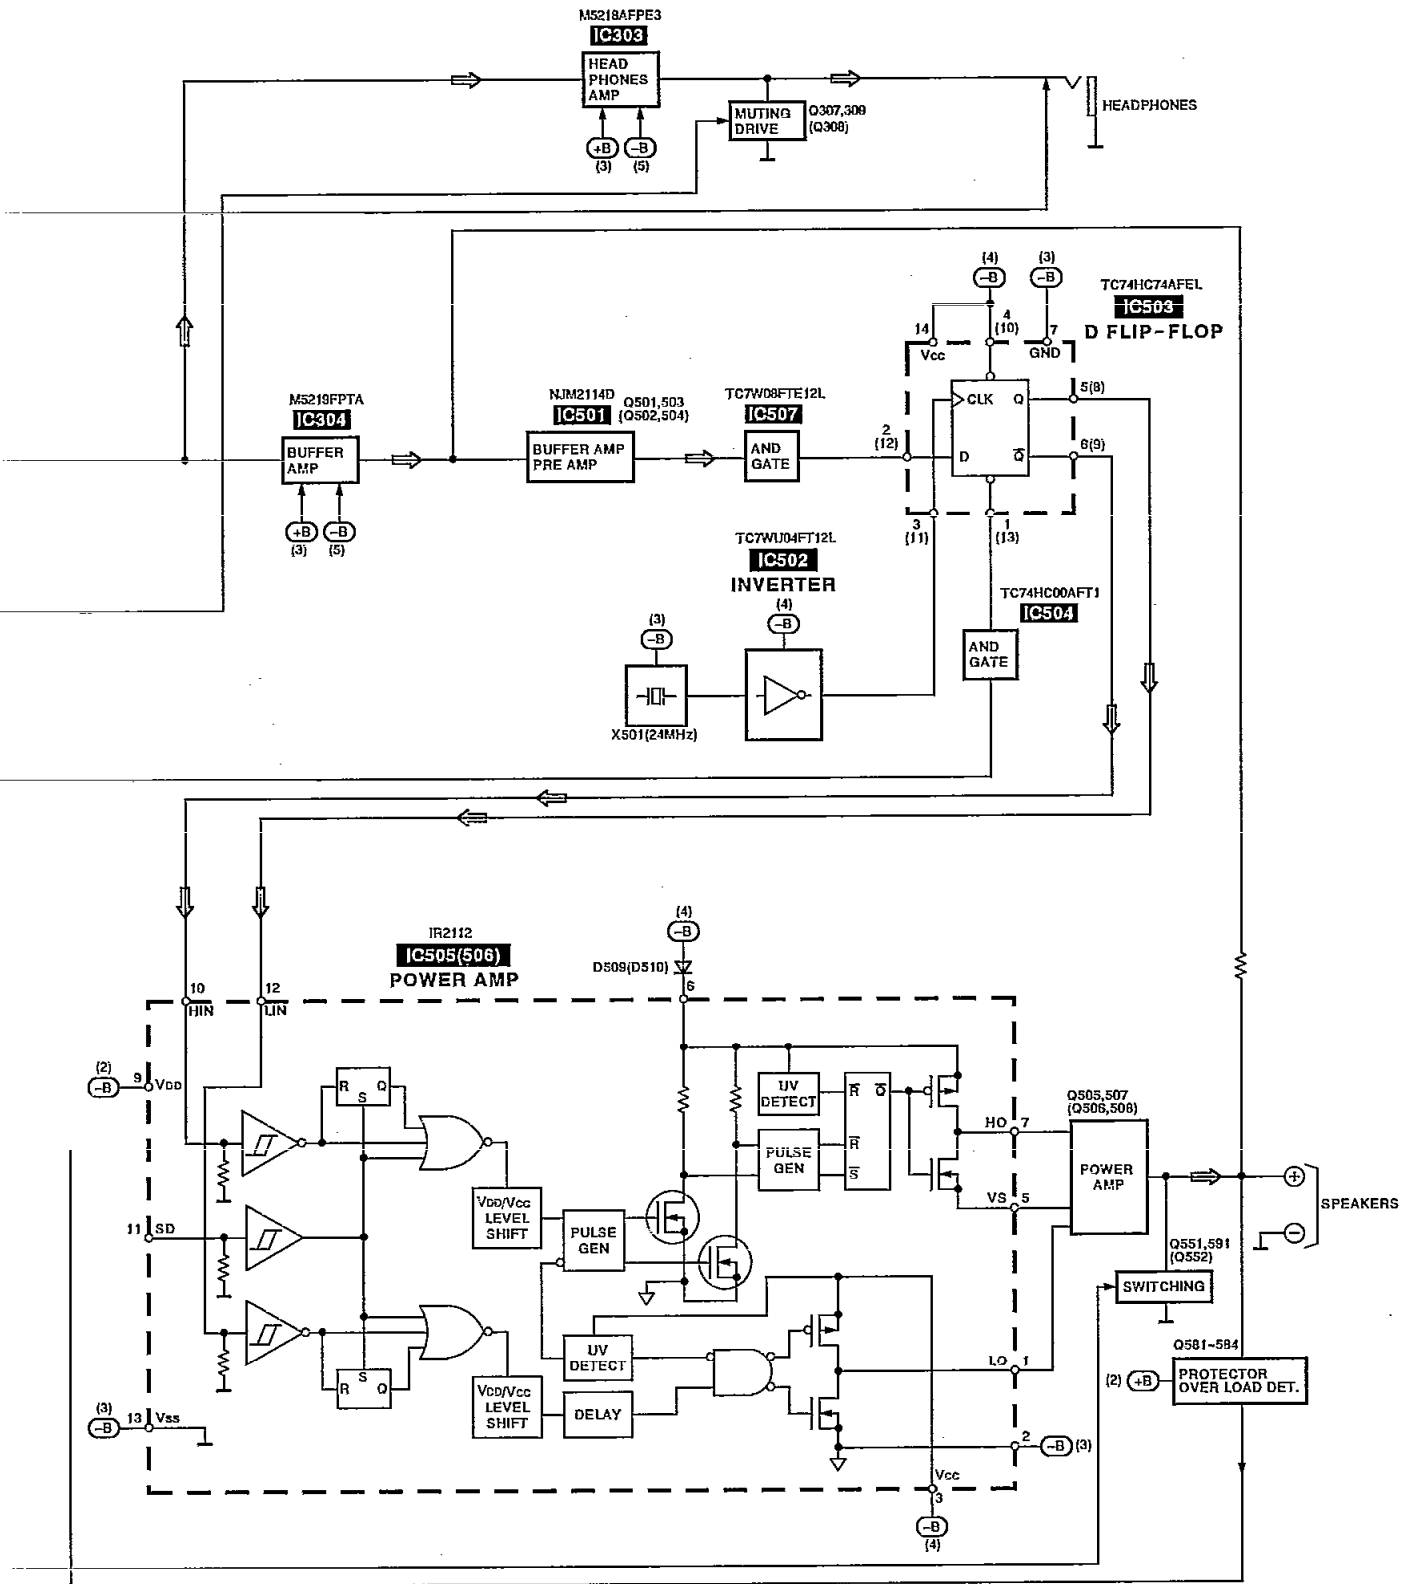 M5218AFPE3
IC303
HEAD
PHONES
AMP
+B
-B
(3)
(5)
MUTING
DRIVE
Q307,309
(Q308)
HEADPHONES
(4)
-B
(3)
-B
TC74HC74AFEL
IC503
D FLIP-FLOP
14
Vcc
4
(10)
7
GND
CLK
Q
5(8)
D
Q
6(9)
2
(12)
3
(11)
1
(13)
M5219FPTA
IC304
BUFFER
AMP
+B
-B
(3)
(5)
NJM2114D
IC501
Q501,503
(Q502,504)
BUFFER AMP
PRE AMP
TC7W08FTE12L
IC507
AND
GATE
TC7WU04FT12L
IC502
INVERTER
(4)
-B
(3)
-B
X501(24MHz)
TC74HC00AFT1
IC504
AND
GATE
IR2112
IC505(506)
POWER AMP
(4)
-B
D509(D510)
6
10
HIN
12
LIN
(2)
-B
9
VDD
R
Q
S
11
SD
S
R
Q
(3)
-B
13
Vss
VDD/VCC
LEVEL
SHIFT
PULSE
GEN
VDD/VCC
LEVEL
SHIFT
UV
DETECT
DELAY
UV
DETECT
PULSE
GEN
R
Q
R
S
HO
7
VS
5
LO
1
2
-B
(3)
Vcc
3
-B
(4)
Q505,507
(Q506,508)
POWER
AMP
+
-
SPEAKERS
Q551,591
(Q552)
SWITCHING
Q581~584
(2)
+B
PROTECTOR
OVER LOAD DET.